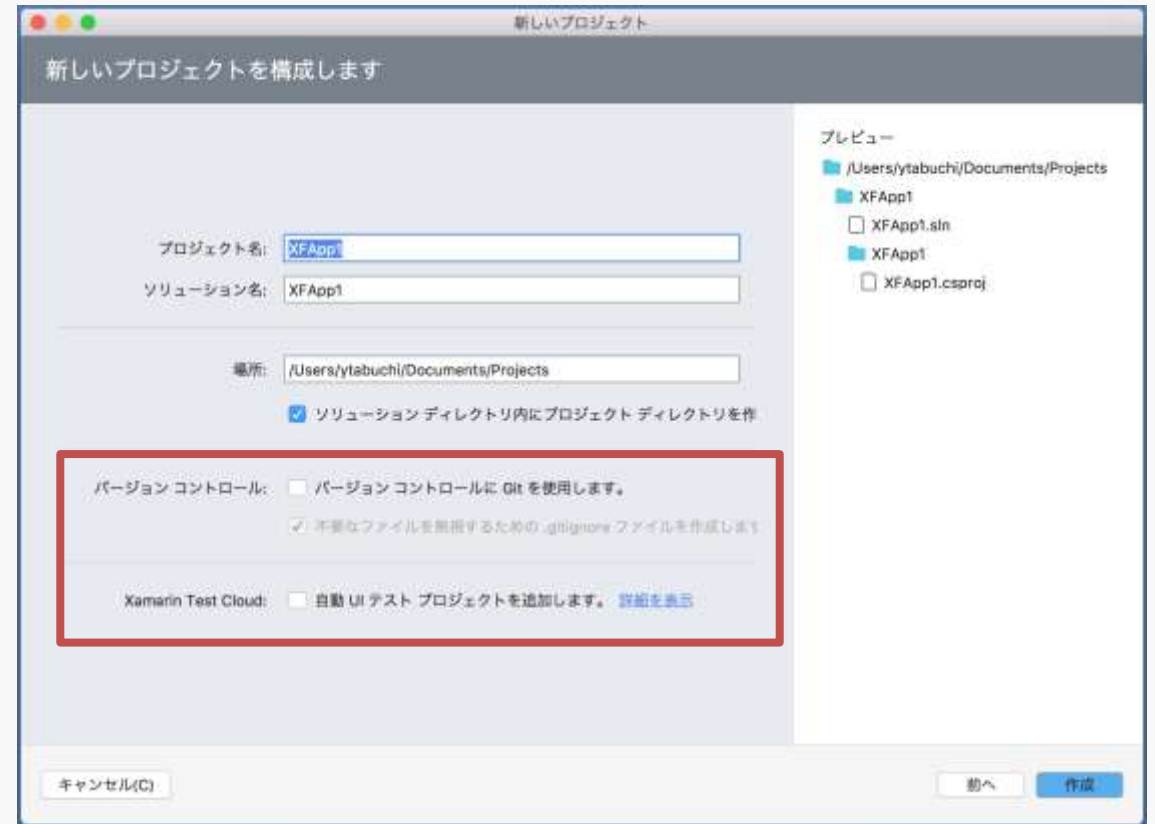 新しいプロジェクト
新しいプロジェクトを構成します
プロジェクト名: XFApp1
ソリューション名: XFApp1
場所: /Users/ytabuchi/Documents/Projects
ソリューション ディレクトリ内にプロジェクト ディレクトリを作
バージョン コントロール: バージョン コントロールに Git を使用します。
不要なファイルを無視するための .gitignore ファイルを作成します
Xamarin Test Cloud: 自動 UI テスト プロジェクトを追加します。 詳細を表示
プレビュー
/Users/ytabuchi/Documents/Projects
XFApp1
XFApp1.sln
XFApp1
XFApp1.csproj
キャンセル(C)
前へ
作成